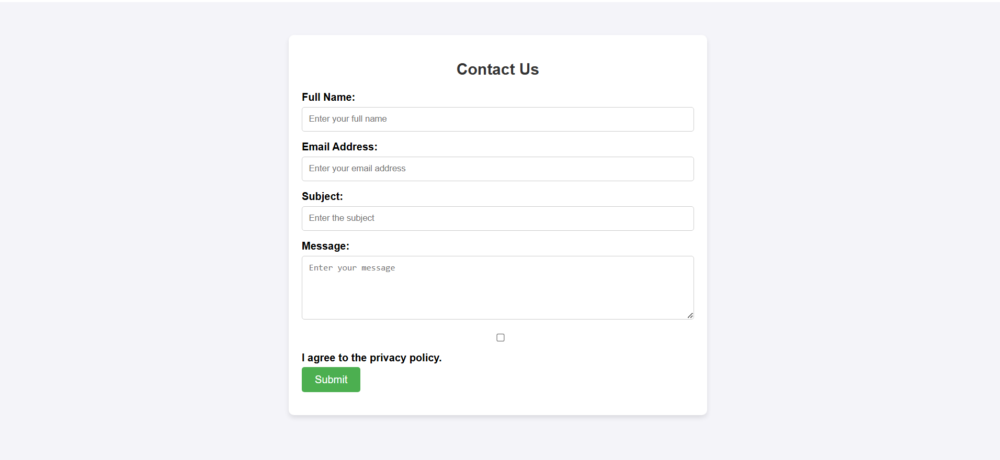 Contact Us
Full Name:
Enter your full name
Email Address:
Enter your email address
Subject:
Enter the subject
Message:
Enter your message
I agree to the privacy policy.
Submit